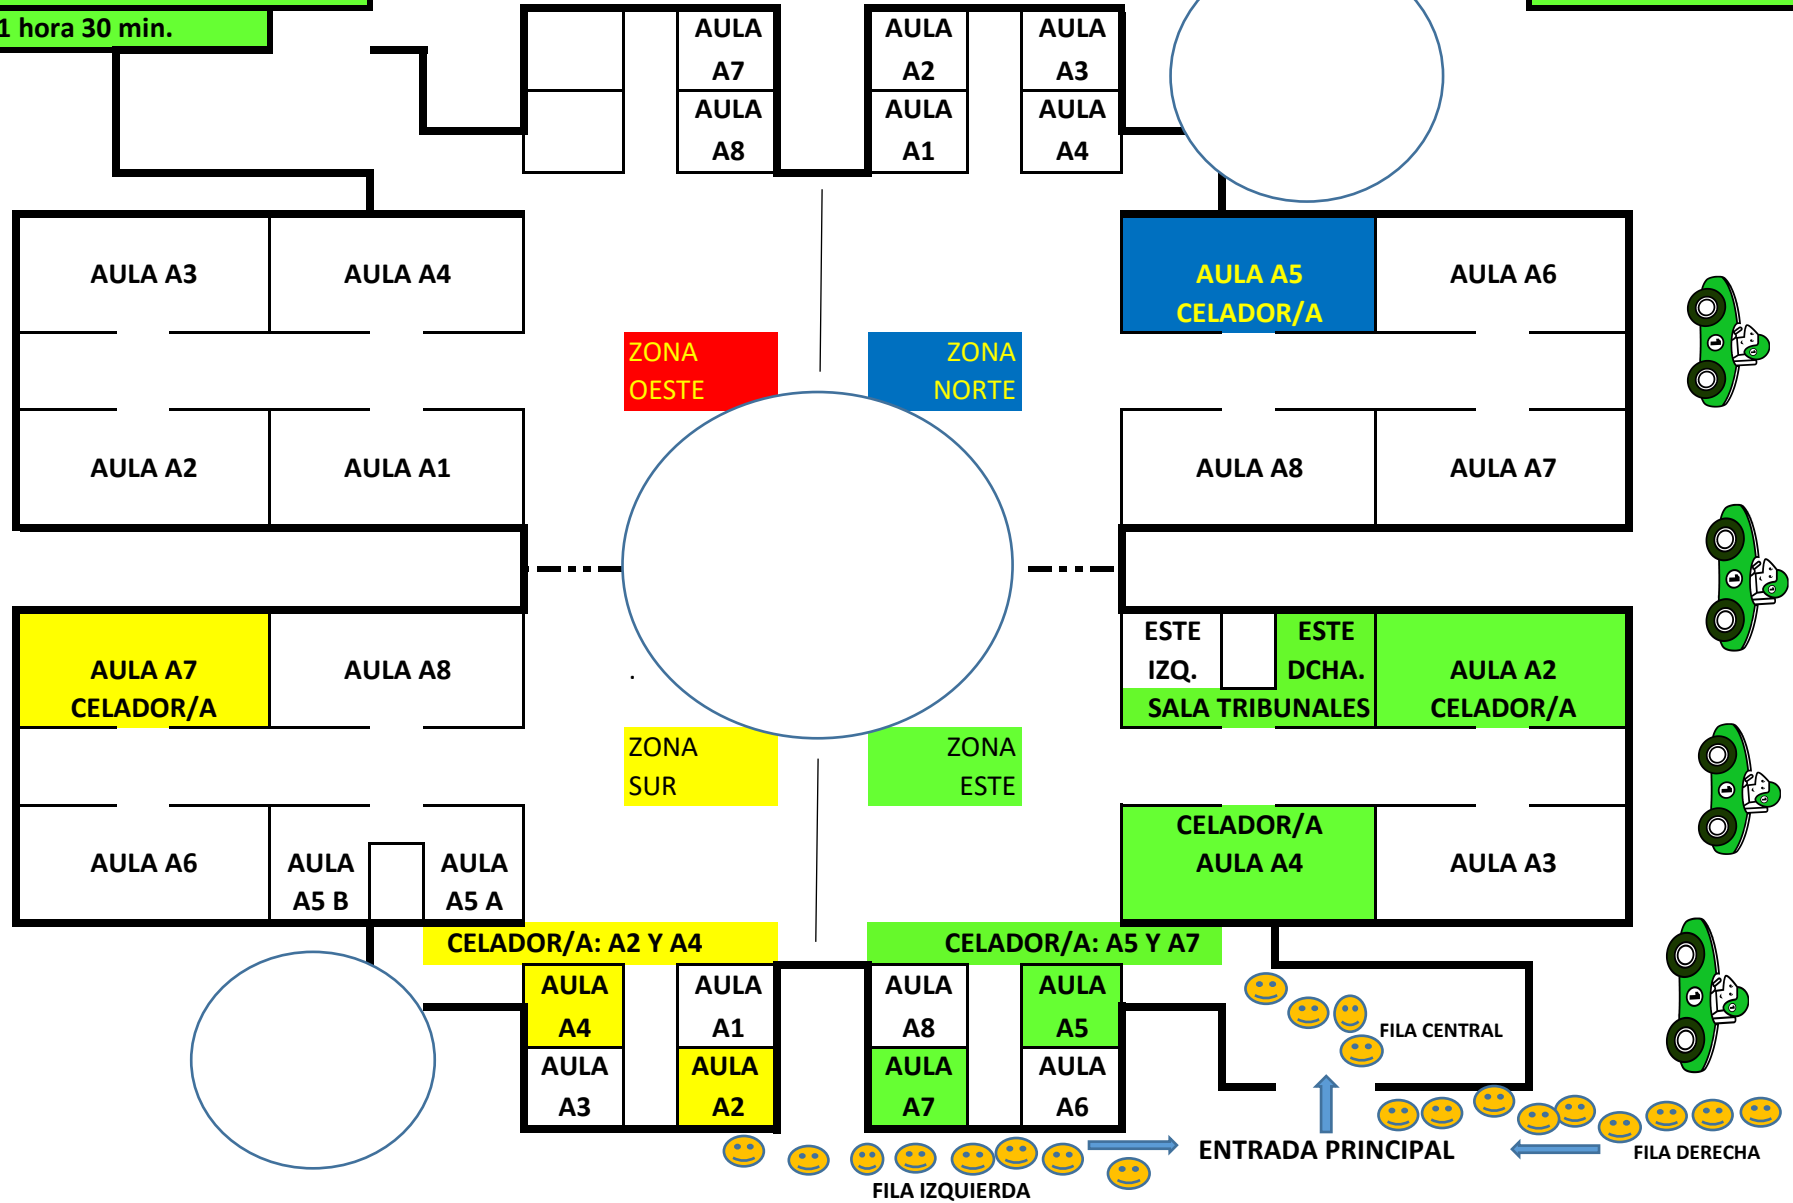 1 hora 30 min.
AULA
A7
AULA
A2
AULA
A3
AULA
A8
AULA
A1
AULA
A4
AULA A3
AULA A4
AULA A5
CELADOR/A
AULA A6
ZONA
OESTE
ZONA
NORTE
AULA A2
AULA A1
AULA A8
AULA A7
AULA A7
CELADOR/A
AULA A8
.
ESTE
IZQ.
ESTE
DCHA.
SALA TRIBUNALES
AULA A2
CELADOR/A
ZONA
SUR
ZONA
ESTE
AULA A6
AULA
A5 B
AULA
A5 A
CELADOR/A
AULA A4
AULA A3
CELADOR/A: A2 Y A4
CELADOR/A: A5 Y A7
AULA
A4
AULA
A1
AULA
A8
AULA
A5
FILA CENTRAL
AULA
A3
AULA
A2
AULA
A7
AULA
A6
ENTRADA PRINCIPAL
FILA DERECHA
FILA IZQUIERDA
1
1
1
1